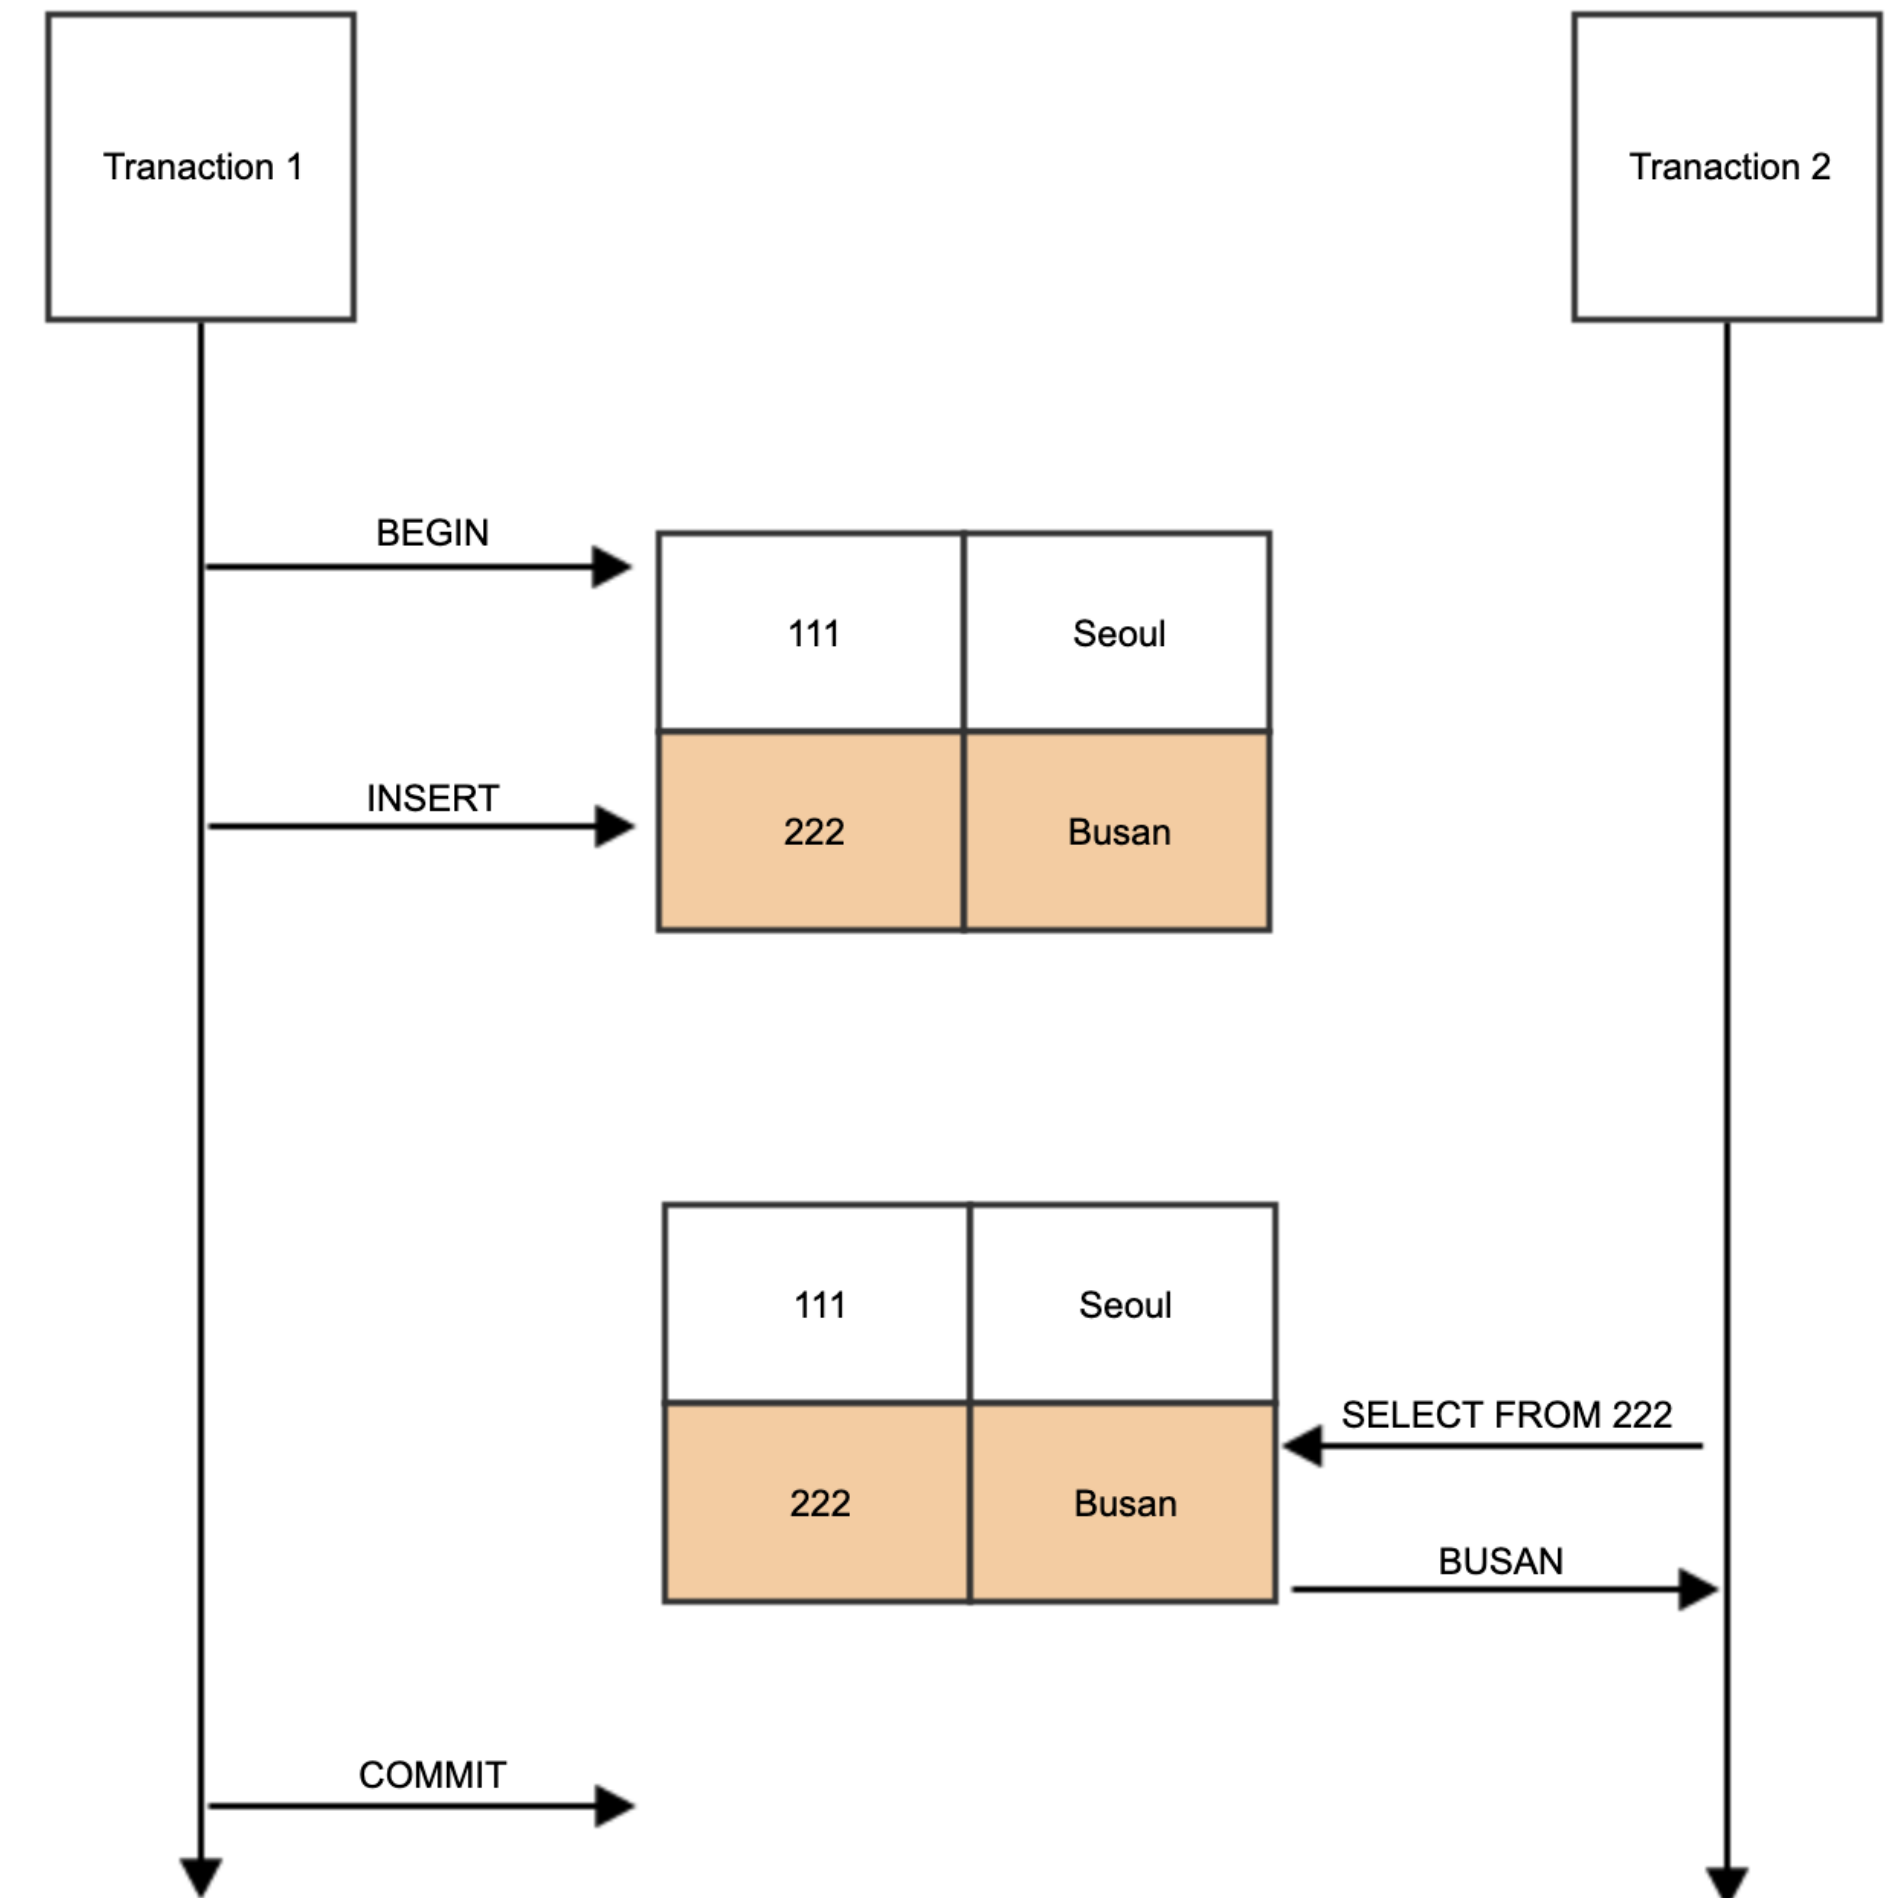 Tranaction 1
Tranaction 2
BEGIN
111
Seoul
INSERT
222
Busan
111
Seoul
SELECT FROM 222
222
Busan
BUSAN
COMMIT